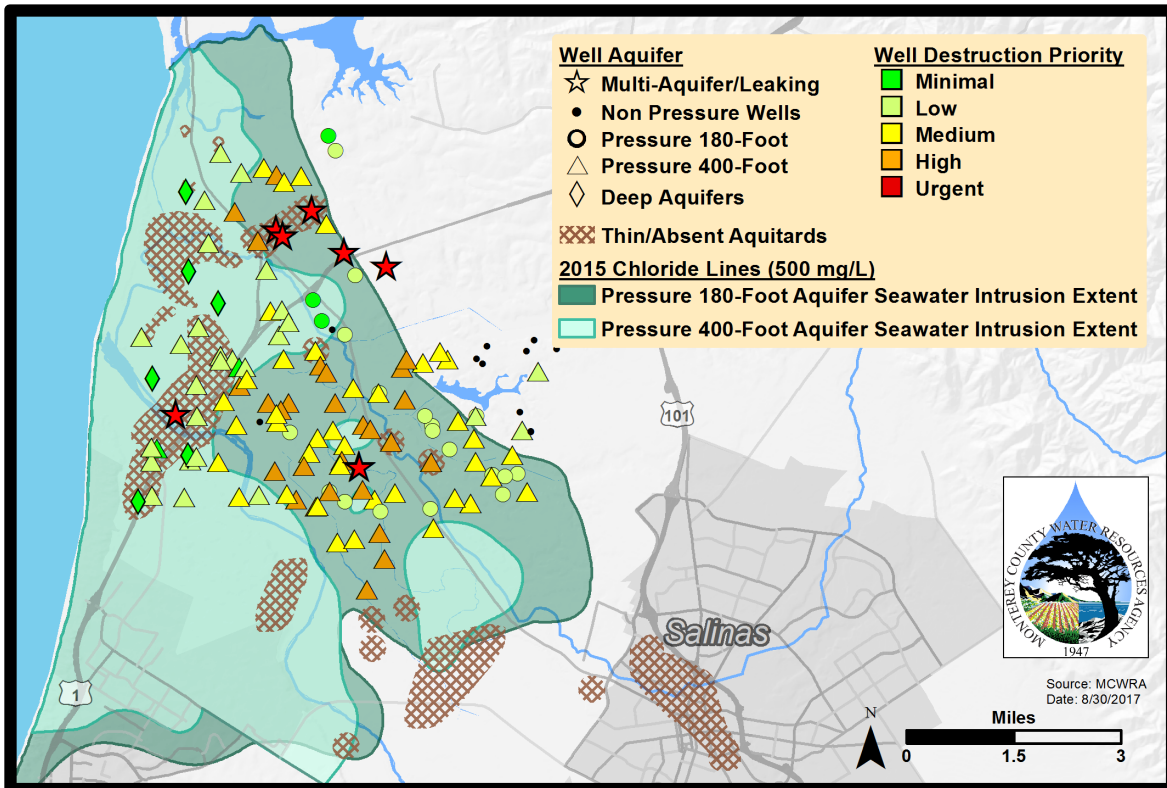 Well Aquifer
Multi-Aquifer/Leaking
Non Pressure Wells
Pressure 180-Foot
Pressure 400-Foot
Deep Aquifers
Well Destruction Priority
Minimal
Low
Medium
High
Urgent
Thin/Absent Aquitards
2015 Chloride Lines (500 mg/L)
Pressure 180-Foot Aquifer Seawater Intrusion Extent
Pressure 400-Foot Aquifer Seawater Intrusion Extent
101
Salinas
1
MONTEREY COUNTY WATER RESOURCES AGENCY
1947
Source: MCWRA
Date: 8/30/2017
N
Miles
0 1.5 3